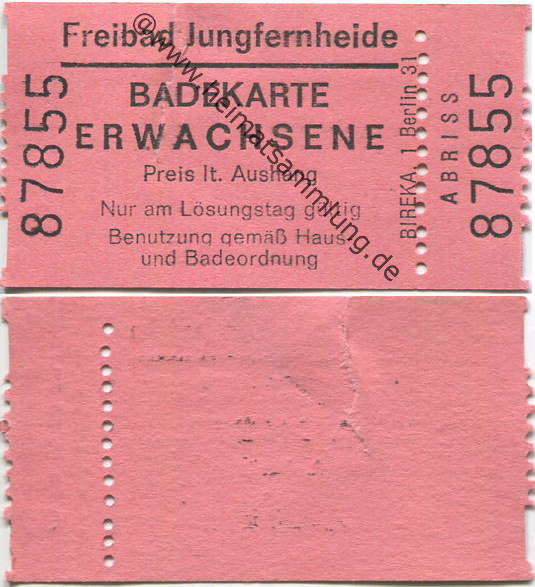 Freibad Jungfernheide
BADEKARTE
ERWACHSENE
Preis lt. Aushang
Nur am Lösungstag gültig
Benutzung gemäß Haus-
und Badeordnung
87855
BIREKA, 1 Berlin 31
ABRISS
87855
@www.heimatsammlung.de